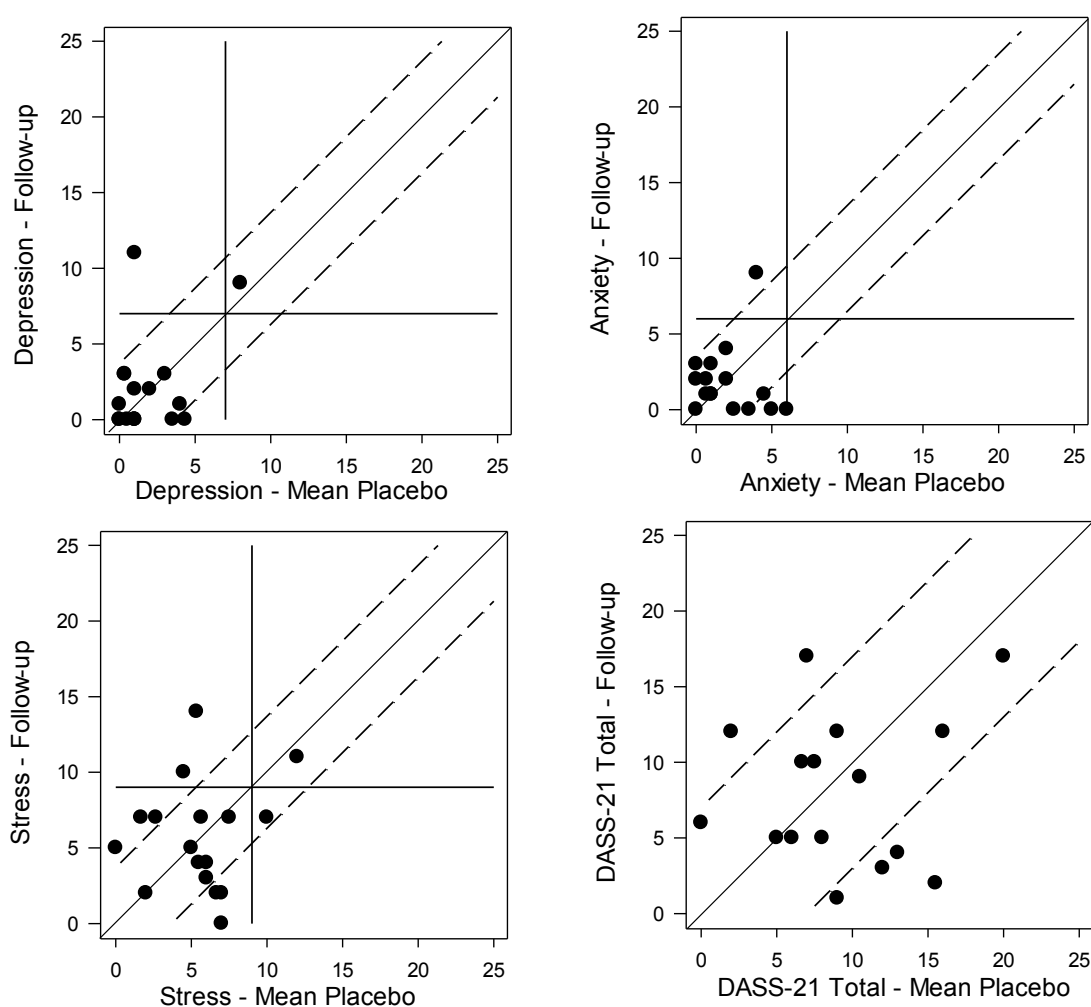 25
20
15
10
5
0
Depression - Follow-up
0 5 10 15 20 25
Depression - Mean Placebo
25
20
15
10
5
0
Anxiety - Follow-up
0 5 10 15 20 25
Anxiety - Mean Placebo
25
20
15
10
5
0
Stress - Follow-up
0 5 10 15 20 25
Stress - Mean Placebo
25
20
15
10
5
0
DASS-21 Total - Follow-up
0 5 10 15 20 25
DASS-21 Total - Mean Placebo